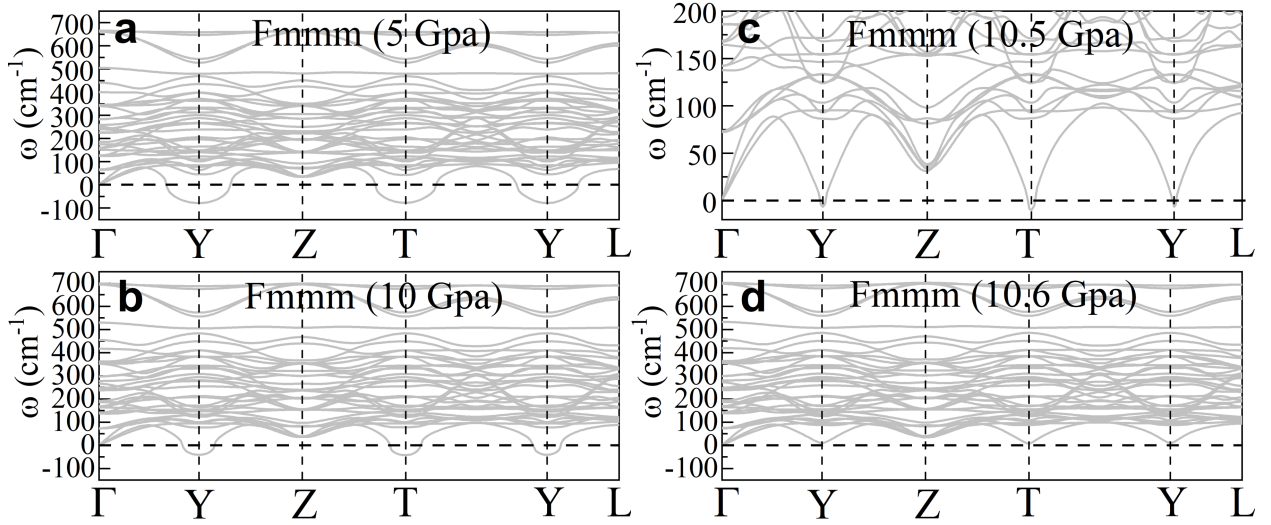 a
Fmmm (5 Gpa)
700
600
500
400
300
200
100
0
-100
ω (cm-1)
Γ Y Z T Y L
c
Fmmm (10.5 Gpa)
200
150
100
50
0
ω (cm-1)
Γ Y Z T Y L
b
Fmmm (10 Gpa)
700
600
500
400
300
200
100
0
-100
ω (cm-1)
Γ Y Z T Y L
d
Fmmm (10.6 Gpa)
700
600
500
400
300
200
100
0
-100
ω (cm-1)
Γ Y Z T Y L